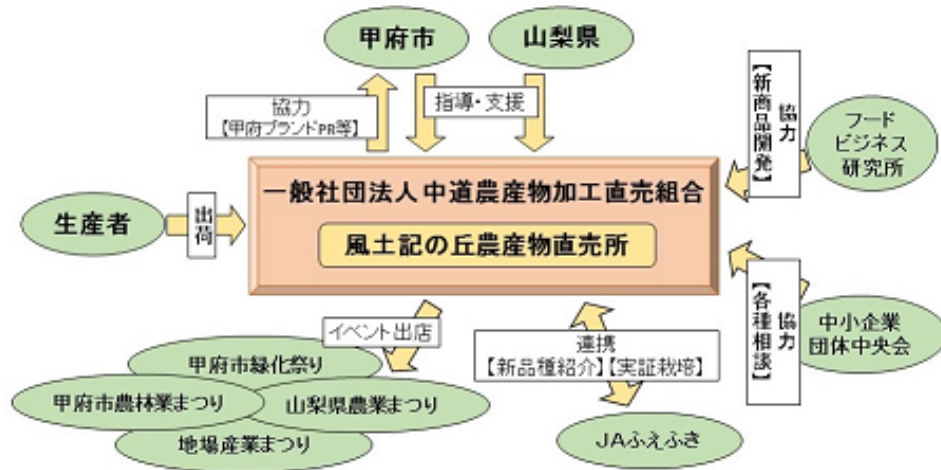 甲府市
山梨県
協力
【甲府ブランドPR等】
指導・支援
協力
【新商品開発】
フード
ビジネス
研究所
一般社団法人中道農産物加工直売組合
風土記の丘農産物直売所
生産者
出荷
イベント出店
連携
【新品種紹介】【実証栽培】
協力
【各種相談】
中小企業
団体中央会
甲府市緑化祭り
甲府市農林業まつり
山梨県農業まつり
地場産業まつり
JAふえふき